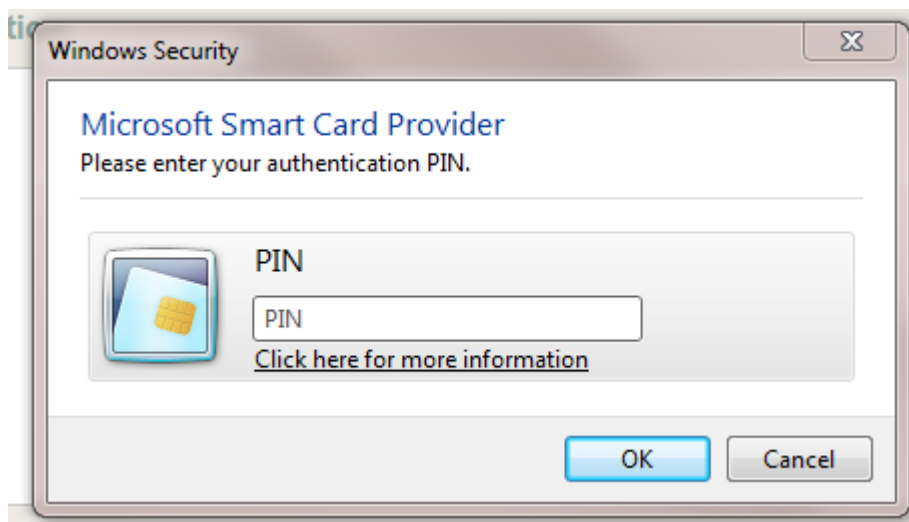 tio
Windows Security
Microsoft Smart Card Provider
Please enter your authentication PIN.
PIN
PIN
Click here for more information
OK
Cancel